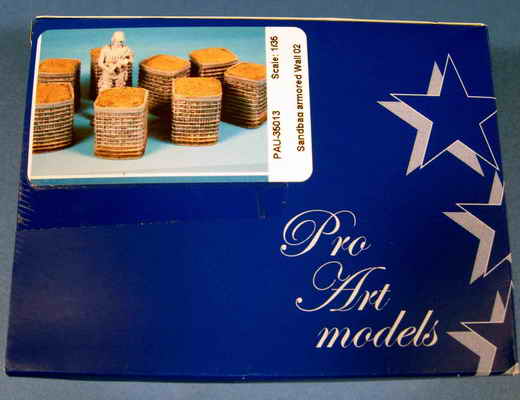 PAU-35013 Scale: 1/35
Sandbag armored Wall 02
Pro
Art
models